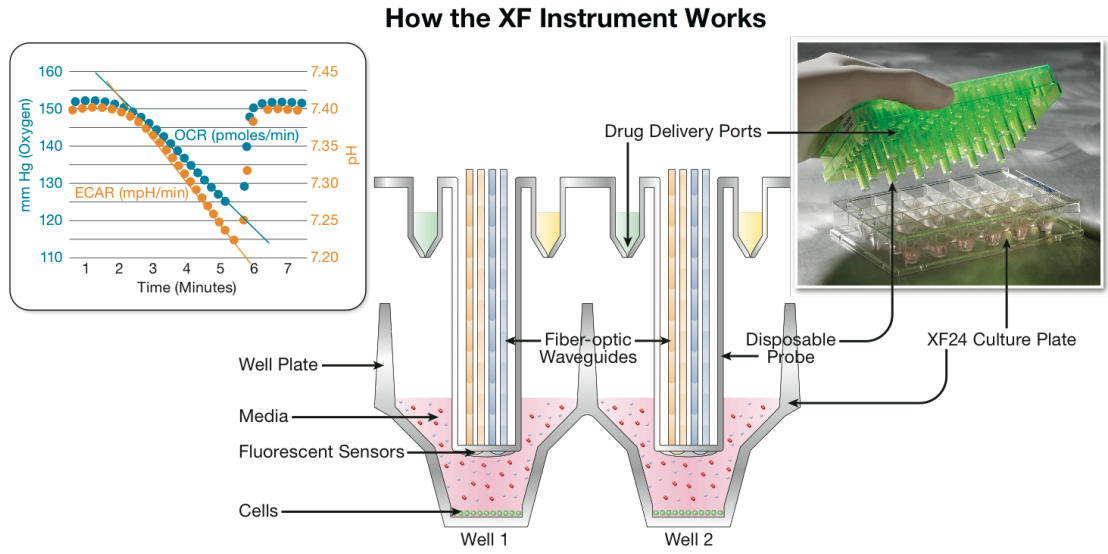 How the XF Instrument Works
160
150
140
130
120
110
mm Hg (Oxygen)
7.45
7.40
7.35
7.30
7.25
7.20
pH
OCR (pmoles/min)
ECAR (mpH/min)
1 2 3 4 5 6 7
Time (Minutes)
Drug Delivery Ports
Fiber-optic
Waveguides
Disposable
Probe
XF24 Culture Plate
Well Plate
Media
Fluorescent Sensors
Cells
Well 1
Well 2